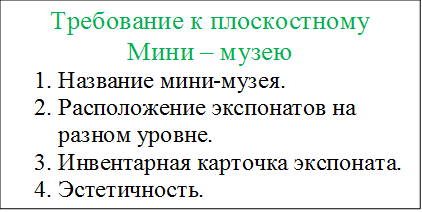 Требование к плоскостному
Мини – музею
1. Название мини-музея.
2. Расположение экспонатов на
разном уровне.
3. Инвентарная карточка экспоната.
4. Эстетичность.